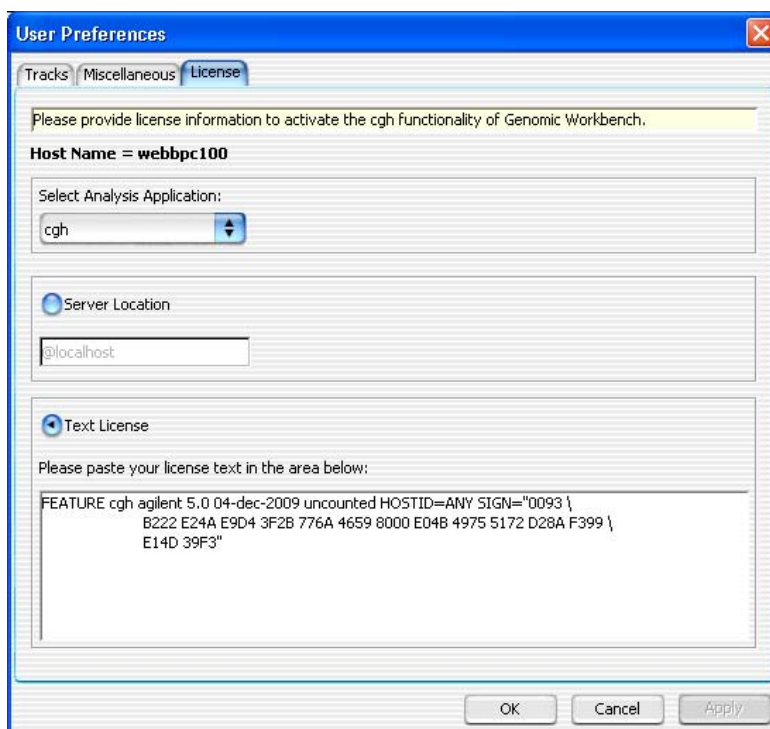 User Preferences
Tracks Miscellaneous License
Please provide license information to activate the cgh functionality of Genomic Workbench.
Host Name = webbpc100
Select Analysis Application:
cgh
Server Location
@localhost
Text License
Please paste your license text in the area below:
FEATURE cgh agilent 5.0 04-dec-2009 uncounted HOSTID=ANY SIGN="0093 \
B222 E24A E9D4 3F2B 776A 4659 8000 E04B 4975 5172 D28A F399 \
E14D 39F3"
OK Cancel Apply